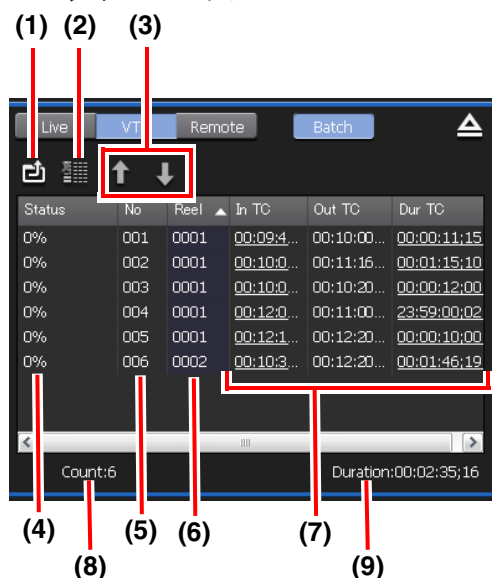 (1) (2) (3)
Live VT Remote Batch
Status No Reel In TC Out TC Dur TC
0% 001 0001 00:09:4... 00:10:00... 00:00:11;15
0% 002 0001 00:10:0... 00:11:16... 00:01:15;10
0% 003 0001 00:10:0... 00:10:20... 00:00:12;00
0% 004 0001 00:12:0... 00:11:00... 23:59:00;02
0% 005 0001 00:12:1... 00:12:20... 00:00:10;00
0% 006 0002 00:10:3... 00:12:20... 00:01:46;19
Count:6 Duration:00:02:35;16
(4) (5) (6) (7)
(8) (9)